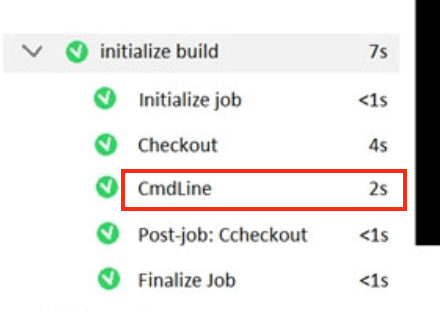 initialize build 7s
Initialize job <1s
Checkout 4s
CmdLine 2s
Post-job: Ccheckout <1s
Finalize Job <1s